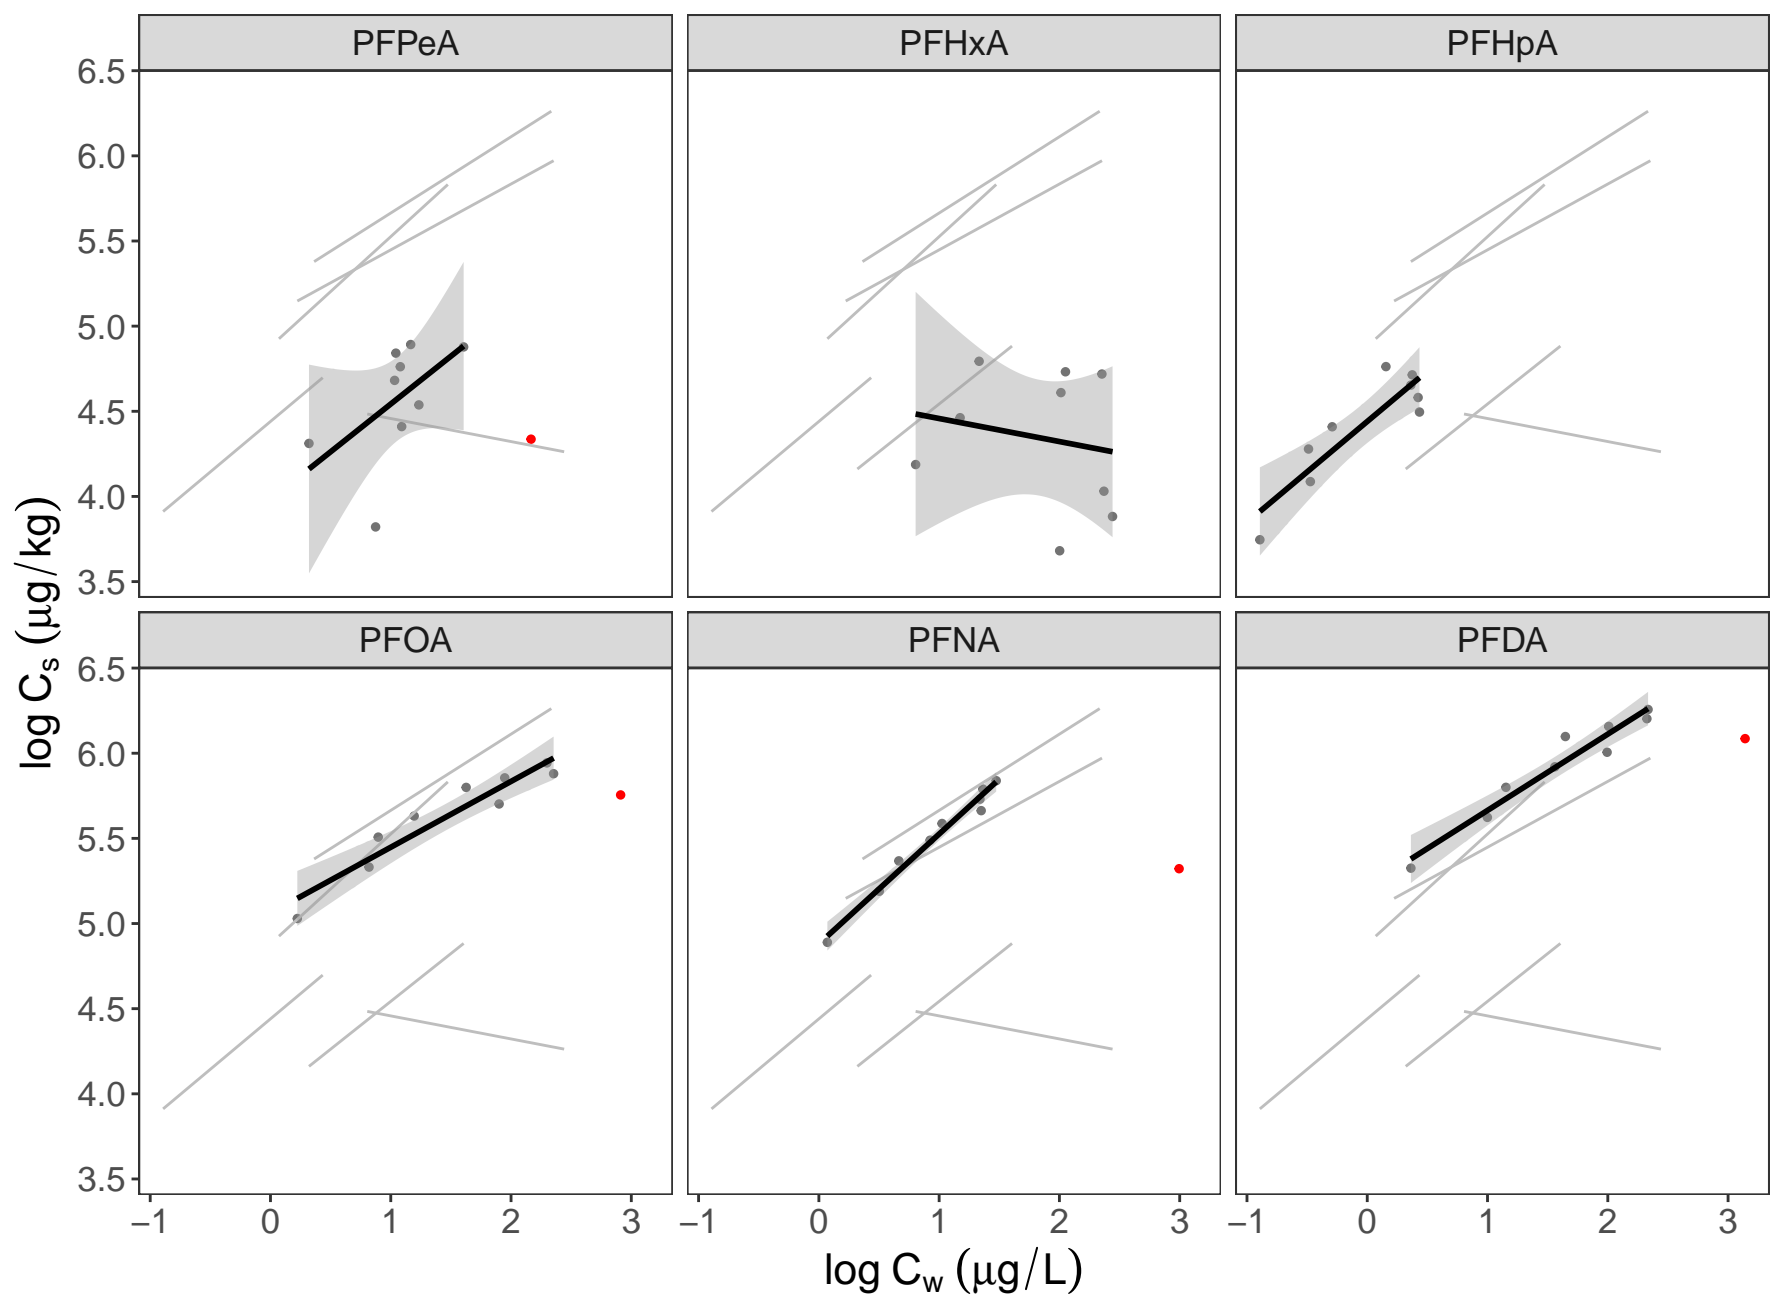 PFPeA PFHxA PFHpA
6.5
6.0
5.5
5.0
4.5
4.0
3.5
PFOA PFNA PFDA
6.5
6.0
5.5
5.0
4.5
4.0
3.5
−1 0 1 2 3 −1 0 1 2 3 −1 0 1 2 3
log Cw (μg/L)
log Cs (μg/kg)